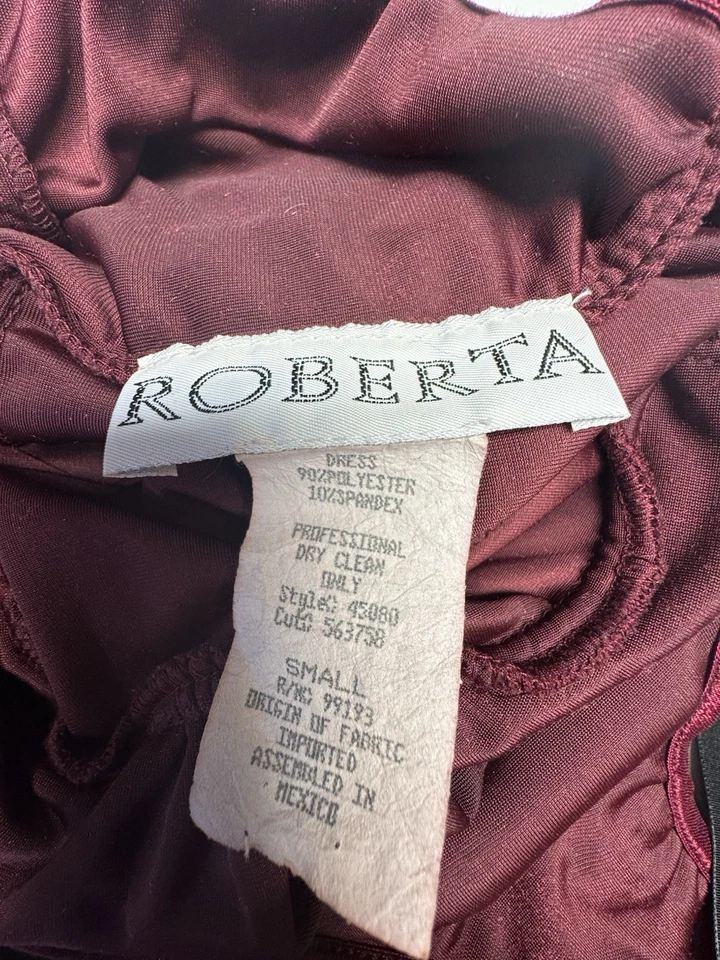 ROBERTA
DRESS
90%POLYESTER
10%SPANDEX
PROFESSIONAL
DRY CLEAN
ONLY
Style: 45080
Cut: 563758
SMALL
R/N: 99193
ORIGIN OF FABRIC
IMPORTED
ASSEMBLED IN
MEXICO